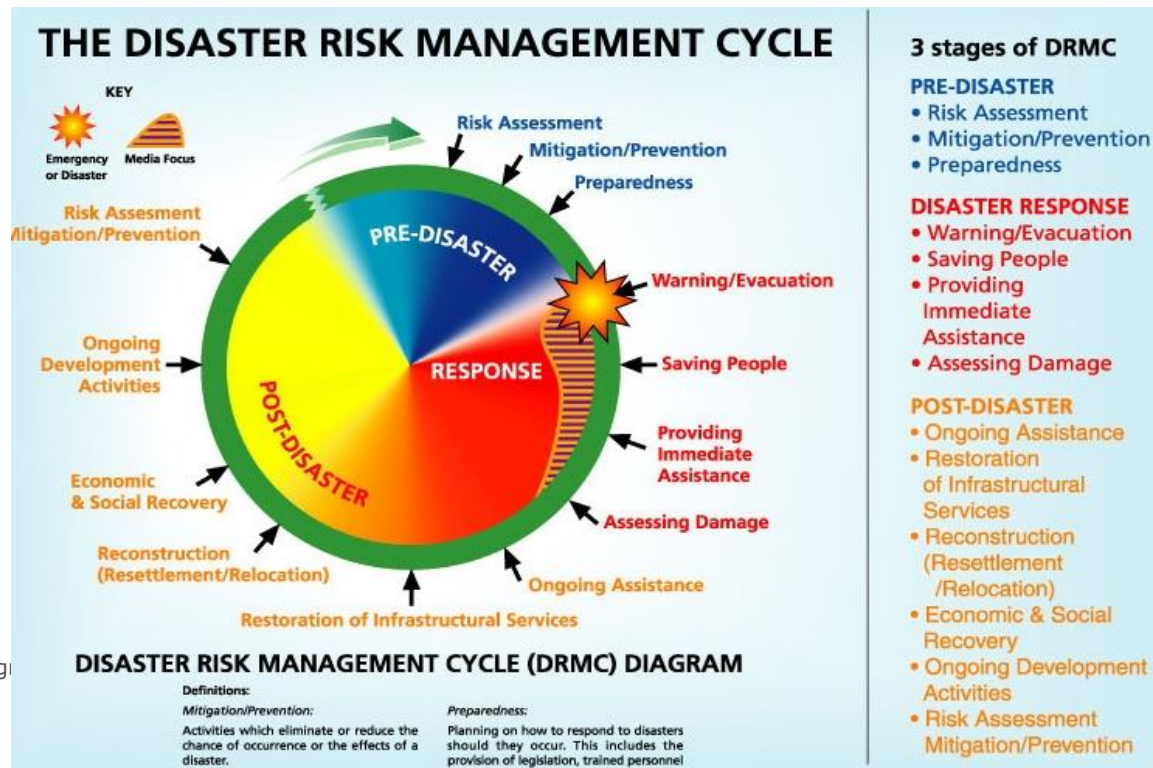 THE DISASTER RISK MANAGEMENT CYCLE
KEY
Emergency
or Disaster
Media Focus
Risk Assessment
Mitigation/Prevention
Preparedness
Warning/Evacuation
Saving People
Providing
Immediate
Assistance
Assessing Damage
Ongoing Assistance
Restoration of Infrastructural Services
Reconstruction
(Resettlement/Relocation)
Economic
& Social Recovery
Ongoing
Development
Activities
Risk Assesment
Mitigation/Prevention
PRE-DISASTER
RESPONSE
POST-DISASTER
DISASTER RISK MANAGEMENT CYCLE (DRMC) DIAGRAM
Definitions:
Mitigation/Prevention:
Activities which eliminate or reduce the
chance of occurrence or the effects of a
disaster.
Preparedness:
Planning on how to respond to disasters
should they occur. This includes the
provision of legislation, trained personnel
3 stages of DRMC
PRE-DISASTER
• Risk Assessment
• Mitigation/Prevention
• Preparedness
DISASTER RESPONSE
• Warning/Evacuation
• Saving People
• Providing
Immediate
Assistance
• Assessing Damage
POST-DISASTER
• Ongoing Assistance
• Restoration
of Infrastructural
Services
• Reconstruction
(Resettlement
/Relocation)
• Economic & Social
Recovery
• Ongoing Development
Activities
• Risk Assessment
Mitigation/Prevention